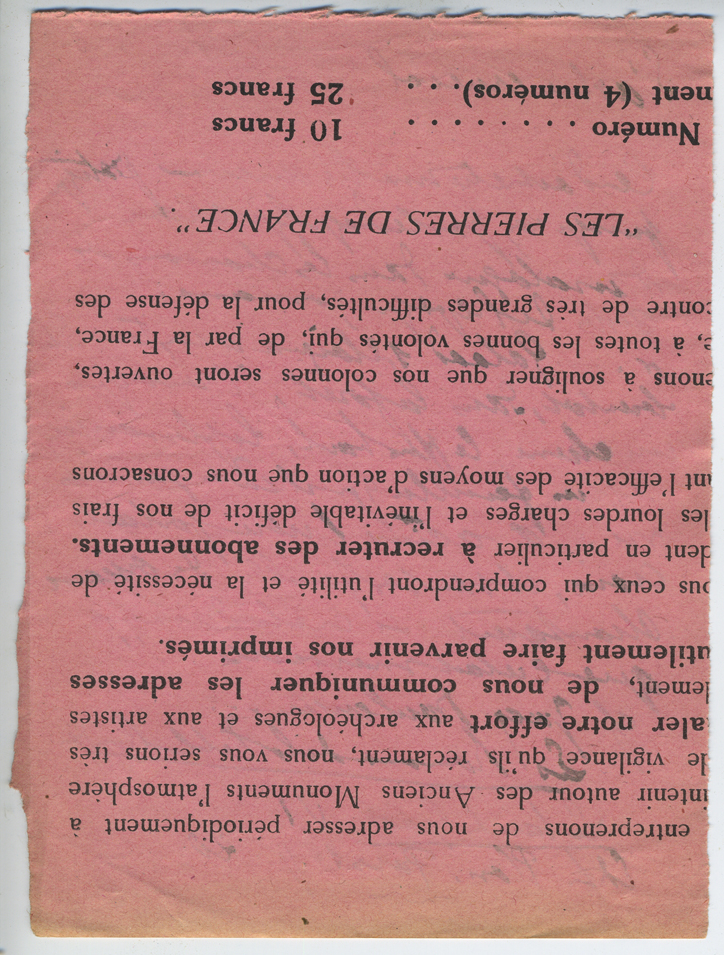 entreprenons de nous adresser périodiquement à
intenir autour des Anciens Monuments l'atmosphère
de vigilance qu'ils réclament, nous vous serions très
aler notre effort aux archéologues et aux artistes
lement, de nous communiquer les adresses
utilement faire parvenir nos imprimés.
ous ceux qui comprendront l'utilité et la nécessité de
dent en particulier à recruter des abonnements.
les lourdes charges et l'inévitable déficit de nos frais
nt l'efficacité des moyens d'action que nous consacrons
enons à souligner que nos colonnes seront ouvertes,
e, à toutes les bonnes volontés qui, de par la France,
contre de très grandes difficultés, pour la défense des
"LES PIERRES DE FRANCE".
Numéro . . . . . . . . 10 francs
ment (4 numéros). . . . 25 francs